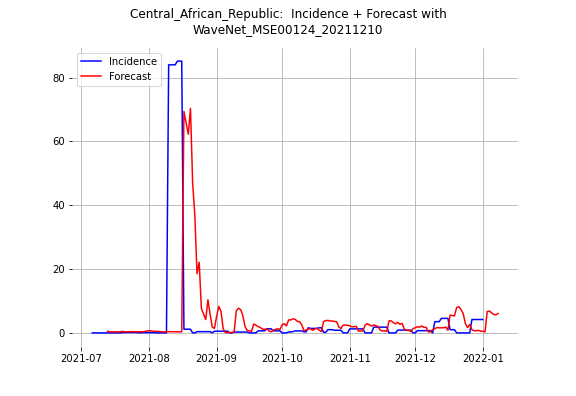 Central_African_Republic:  Incidence + Forecast with
WaveNet_MSE00124_20211210
Incidence
Forecast
80
60
40
20
0
2021-07 2021-08 2021-09 2021-10 2021-11 2021-12 2022-01